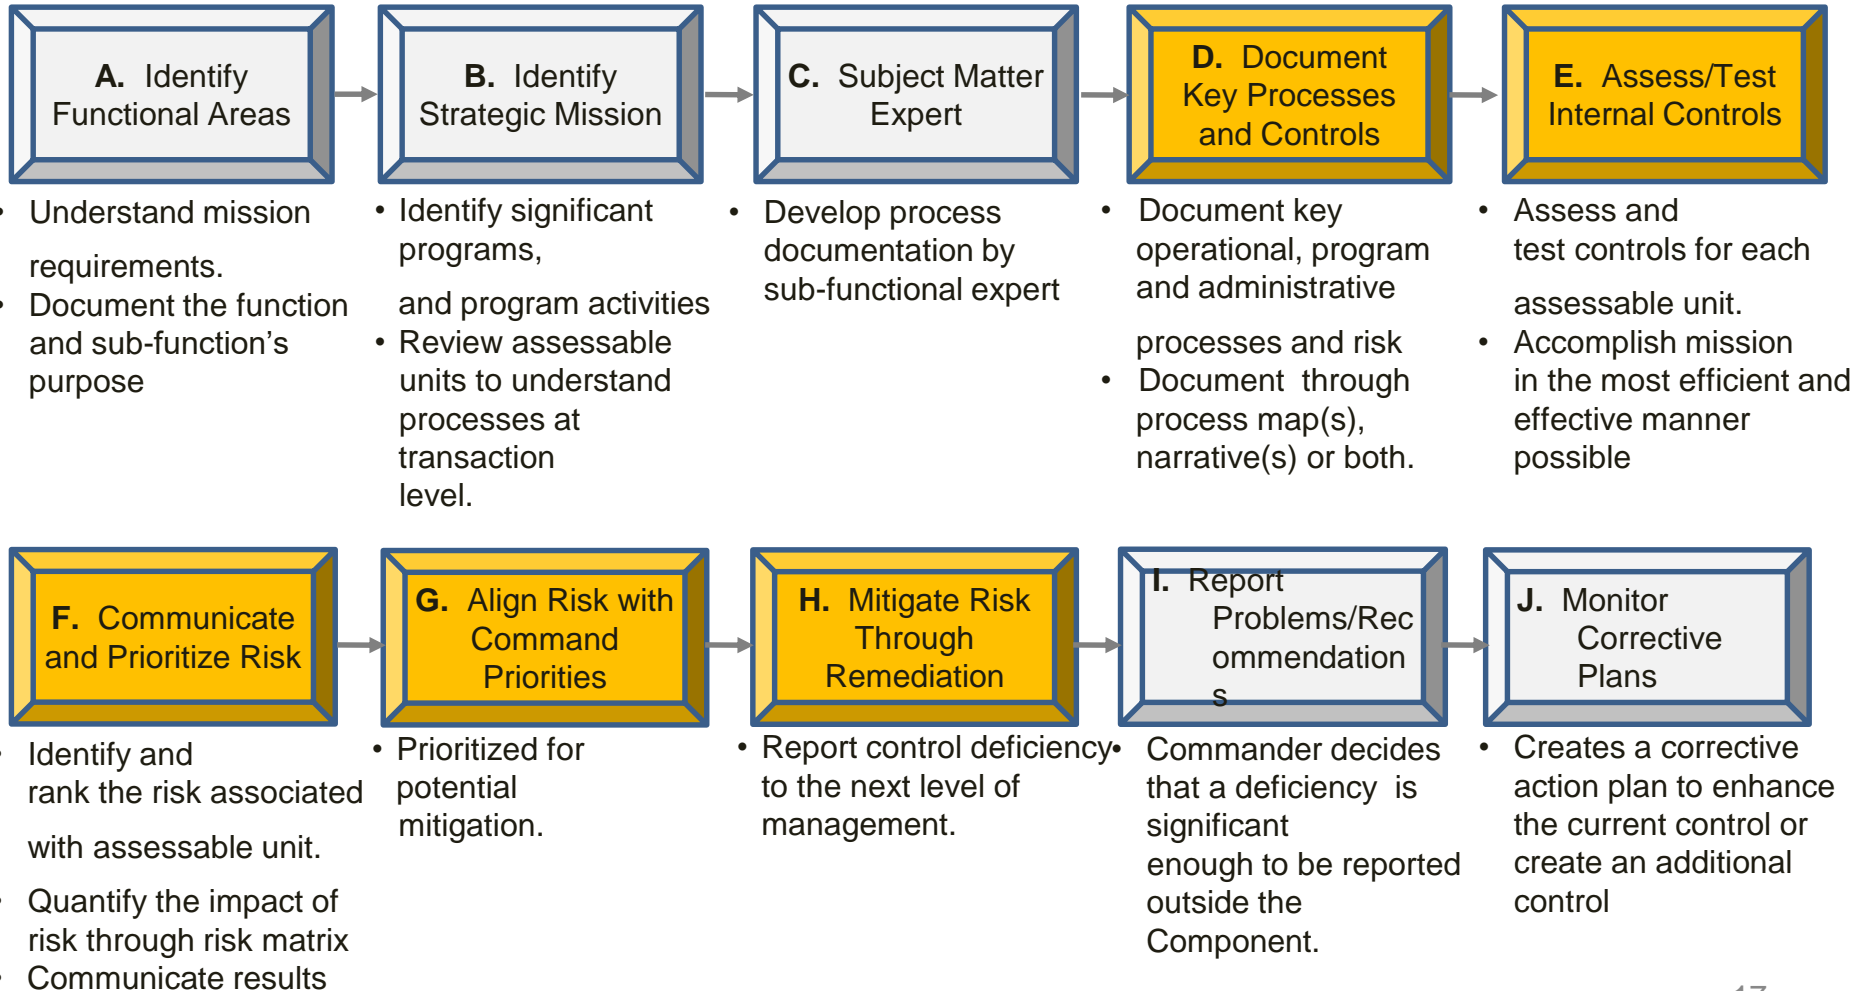 A. Identify
Functional Areas
B. Identify
Strategic Mission
C. Subject Matter
Expert
D. Document
Key Processes
and Controls
E. Assess/Test
Internal Controls
• Understand mission
requirements.
• Document the function
and sub-function’s
purpose
• Identify significant
programs,
and program activities
• Review assessable
units to understand
processes at
transaction
level.
• Develop process
documentation by
sub-functional expert
• Document key
operational, program
and administrative
processes and risk
• Document through
process map(s),
narrative(s) or both.
• Assess and
test controls for each
assessable unit.
• Accomplish mission
in the most efficient and
effective manner
possible
F. Communicate
and Prioritize Risk
G. Align Risk with
Command
Priorities
H. Mitigate Risk
Through
Remediation
I. Report
Problems/Rec
ommendation
s
J. Monitor
Corrective
Plans
• Identify and
rank the risk associated
with assessable unit.
• Quantify the impact of
risk through risk matrix
• Communicate results
• Prioritized for
potential
mitigation.
• Report control deficiency
to the next level of
management.
• Commander decides
that a deficiency is
significant
enough to be reported
outside the
Component.
• Creates a corrective
action plan to enhance
the current control or
create an additional
control